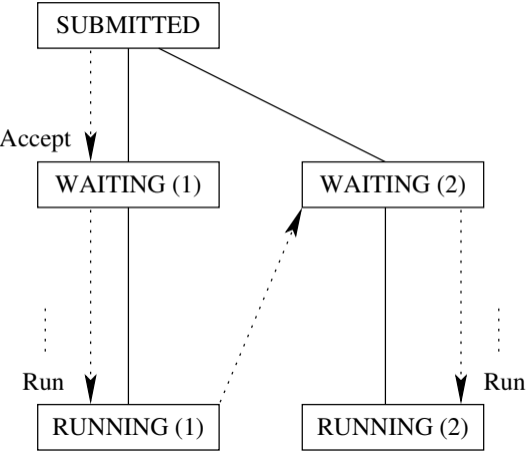 SUBMITTED
Accept
WAITING (1)
WAITING (2)
Run
Run
RUNNING (1)
RUNNING (2)